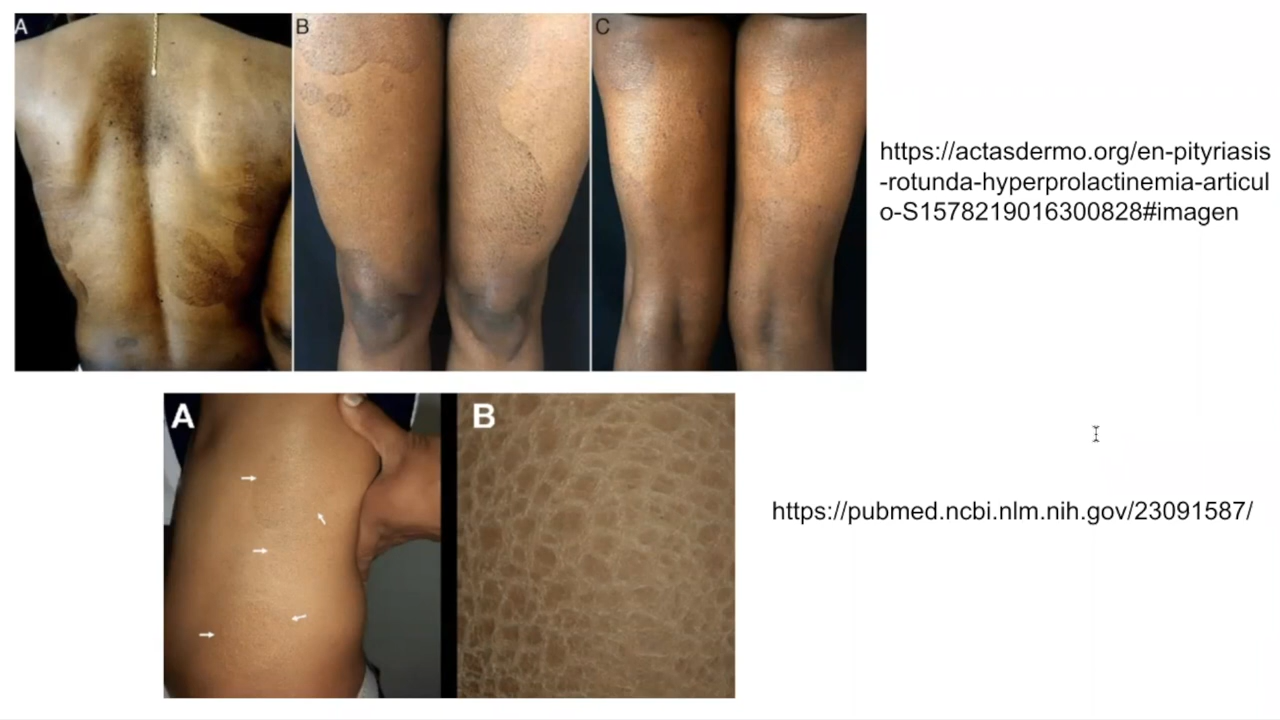 A
B
C
https://actasdermo.org/en-pityriasis
-rotunda-hyperprolactinemia-articul
o-S1578219016300828#imagen
A
B
https://pubmed.ncbi.nlm.nih.gov/23091587/